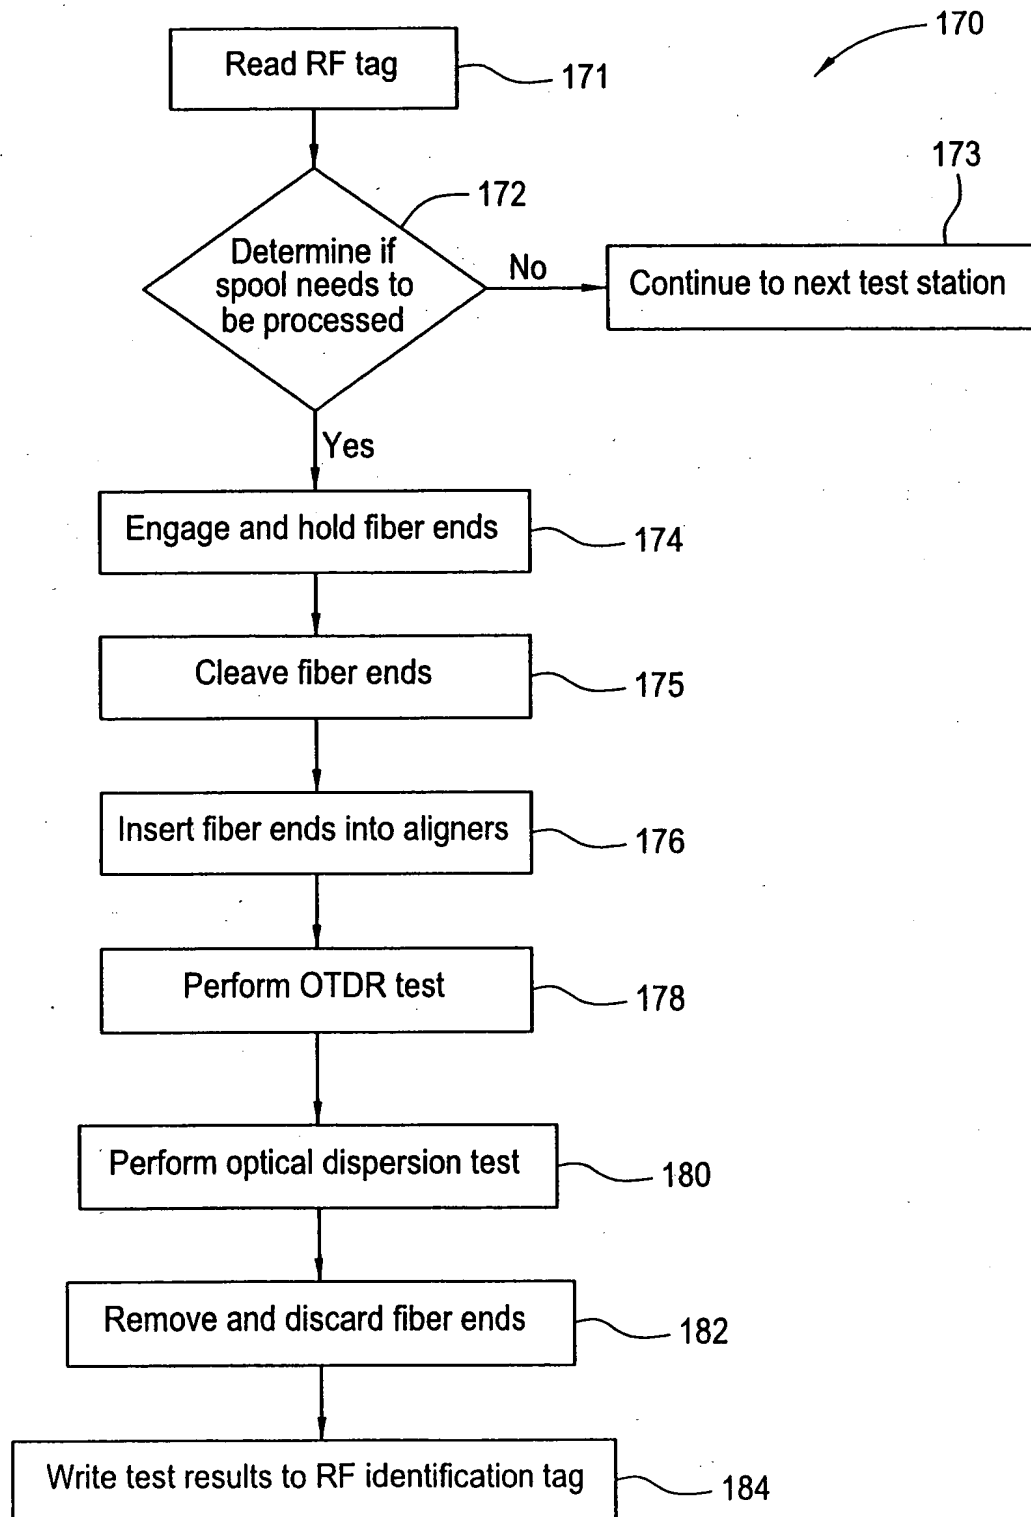 170
Read RF tag
171
173
172
Determine if
spool needs to
be processed
No
Continue to next test station
Yes
Engage and hold fiber ends
174
Cleave fiber ends
175
Insert fiber ends into aligners
176
Perform OTDR test
178
Perform optical dispersion test
180
Remove and discard fiber ends
182
Write test results to RF identification tag
184